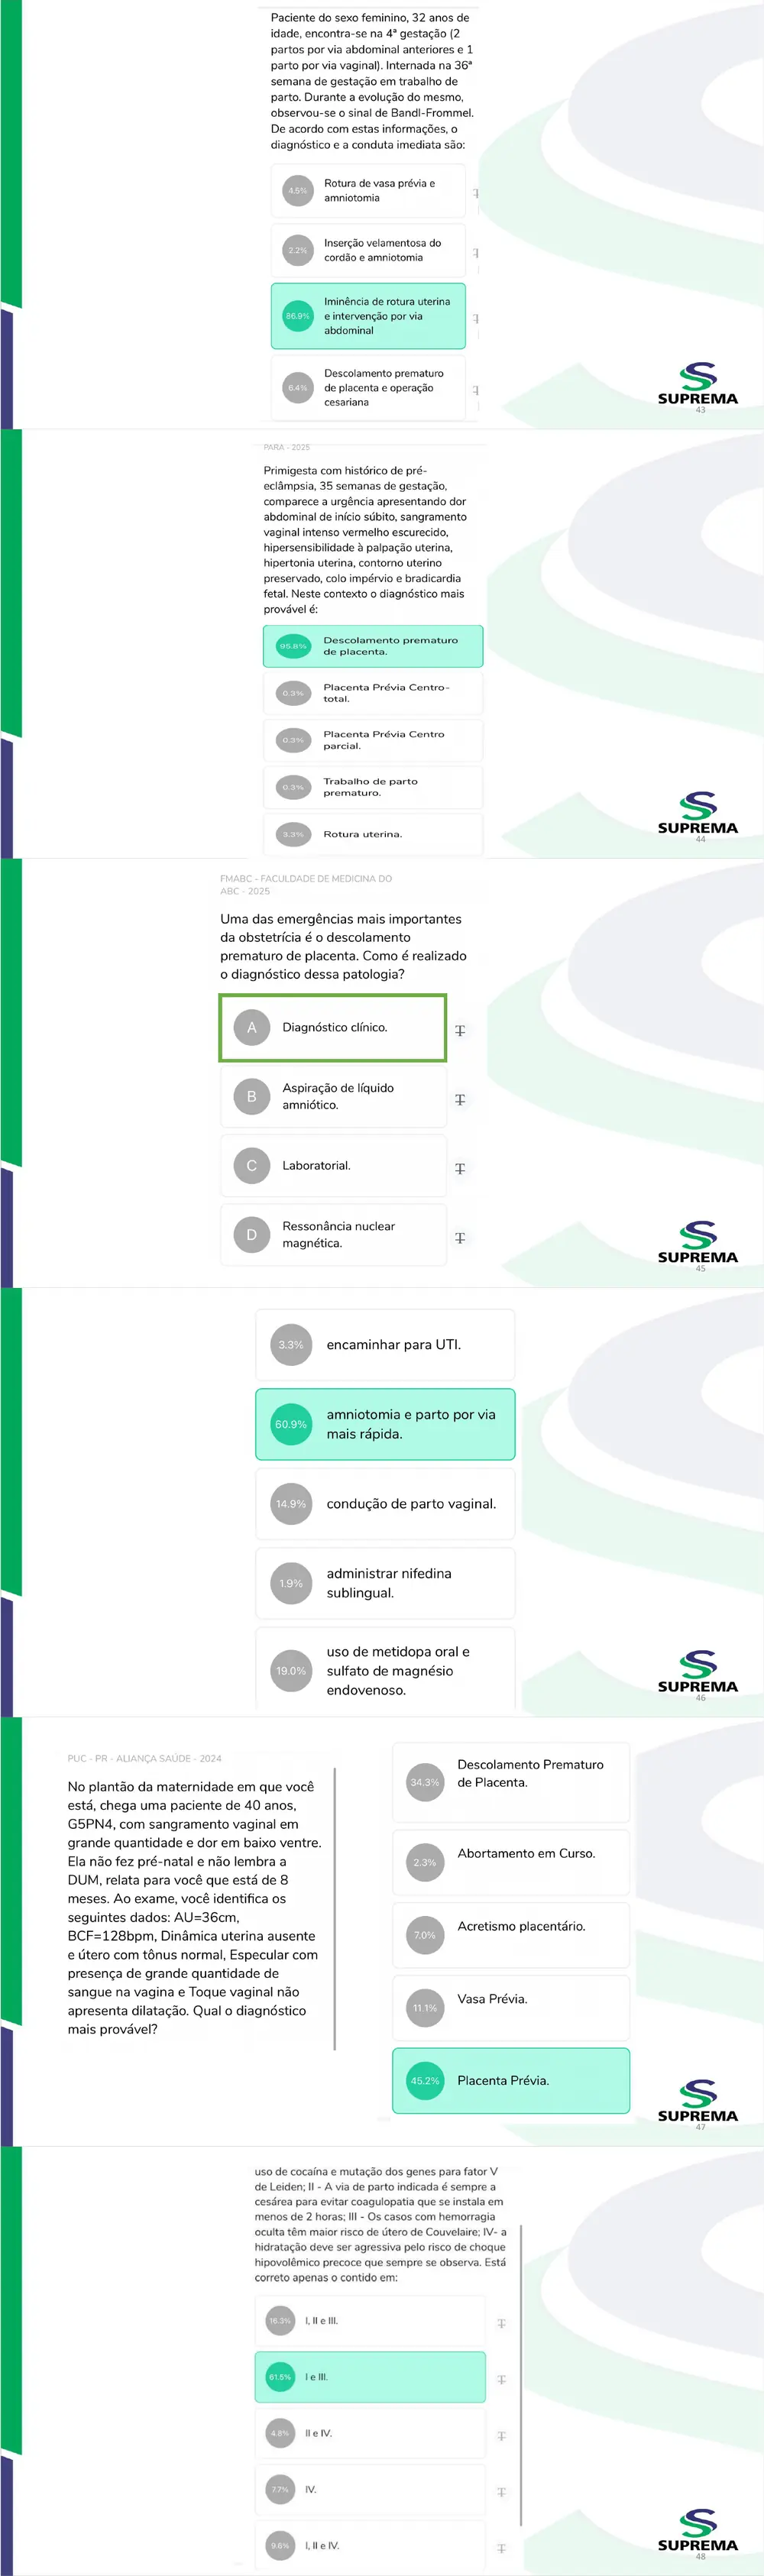 Paciente do sexo feminino, 32 anos de
idade, encontra-se na 4ª gestação (2
partos por via abdominal anteriores e 1
parto por via vaginal). Internada na 36ª
semana de gestação em trabalho de
parto. Durante a evolução do mesmo,
observou-se o sinal de Bandl-Frommel.
De acordo com estas informações, o
diagnóstico e a conduta imediata são:
4.5%
Rotura de vasa prévia e
amniotomia
2.2%
Inserção velamentosa do
cordão e amniotomia
86.9%
Iminência de rotura uterina
e intervenção por via
abdominal
6.4%
Descolamento prematuro
de placenta e operação
cesariana
SUPREMA
43
PARA - 2025
Primigesta com histórico de pré-
eclâmpsia, 35 semanas de gestação,
comparece a urgência apresentando dor
abdominal de início súbito, sangramento
vaginal intenso vermelho escurecido,
hipersensibilidade à palpação uterina,
hipertonia uterina, contorno uterino
preservado, colo impérvio e bradicardia
fetal. Neste contexto o diagnóstico mais
provável é:
95.8%
Descolamento prematuro
de placenta.
0.3%
Placenta Prévia Centro-
total.
0.3%
Placenta Prévia Centro
parcial.
0.3%
Trabalho de parto
prematuro.
3.3%
Rotura uterina.
SUPREMA
44
FMABC - FACULDADE DE MEDICINA DO
ABC - 2025
Uma das emergências mais importantes
da obstetrícia é o descolamento
prematuro de placenta. Como é realizado
o diagnóstico dessa patologia?
A
Diagnóstico clínico.
B
Aspiração de líquido
amniótico.
C
Laboratorial.
D
Ressonância nuclear
magnética.
SUPREMA
45
3.3%
encaminhar para UTI.
60.9%
amniotomia e parto por via
mais rápida.
14.9%
condução de parto vaginal.
1.9%
administrar nifedina
sublingual.
19.0%
uso de metidopa oral e
sulfato de magnésio
endovenoso.
SUPREMA
46
PUC - PR - ALIANÇA SAÚDE - 2024
No plantão da maternidade em que você
está, chega uma paciente de 40 anos,
G5PN4, com sangramento vaginal em
grande quantidade e dor em baixo ventre.
Ela não fez pré-natal e não lembra a
DUM, relata para você que está de 8
meses. Ao exame, você identifica os
seguintes dados: AU=36cm,
BCF=128bpm, Dinâmica uterina ausente
e útero com tônus normal, Especular com
presença de grande quantidade de
sangue na vagina e Toque vaginal não
apresenta dilatação. Qual o diagnóstico
mais provável?
34.3%
Descolamento Prematuro
de Placenta.
2.3%
Abortamento em Curso.
7.0%
Acretismo placentário.
11.1%
Vasa Prévia.
45.2%
Placenta Prévia.
SUPREMA
47
uso de cocaína e mutação dos genes para fator V
de Leiden; II - A via de parto indicada é sempre a
cesárea para evitar coagulopatia que se instala em
menos de 2 horas; III - Os casos com hemorragia
oculta têm maior risco de útero de Couvelaire; IV- a
hidratação deve ser agressiva pelo risco de choque
hipovolêmico precoce que sempre se observa. Está
correto apenas o contido em:
16.3%
I, II e III.
61.5%
I e III.
4.8%
II e IV.
7.7%
IV.
9.6%
I, II e IV.
SUPREMA
48